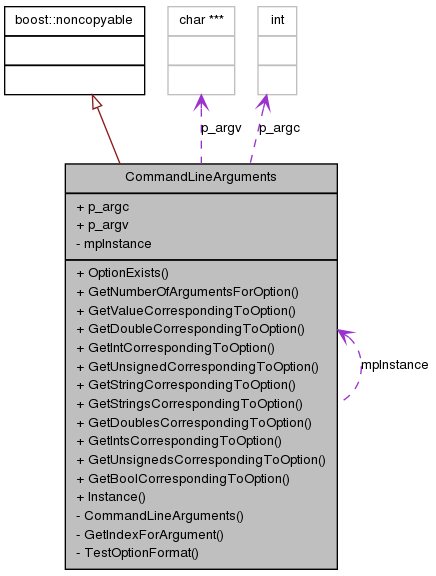 boost::noncopyable
char ***
int
p_argv
p_argc
CommandLineArguments
+ p_argc
+ p_argv
- mpInstance
+ OptionExists()
+ GetNumberOfArgumentsForOption()
+ GetValueCorrespondingToOption()
+ GetDoubleCorrespondingToOption()
+ GetIntCorrespondingToOption()
+ GetUnsignedCorrespondingToOption()
+ GetStringCorrespondingToOption()
+ GetStringsCorrespondingToOption()
+ GetDoublesCorrespondingToOption()
+ GetIntsCorrespondingToOption()
+ GetUnsignedsCorrespondingToOption()
+ GetBoolCorrespondingToOption()
+ Instance()
- CommandLineArguments()
- GetIndexForArgument()
- TestOptionFormat()
mpInstance